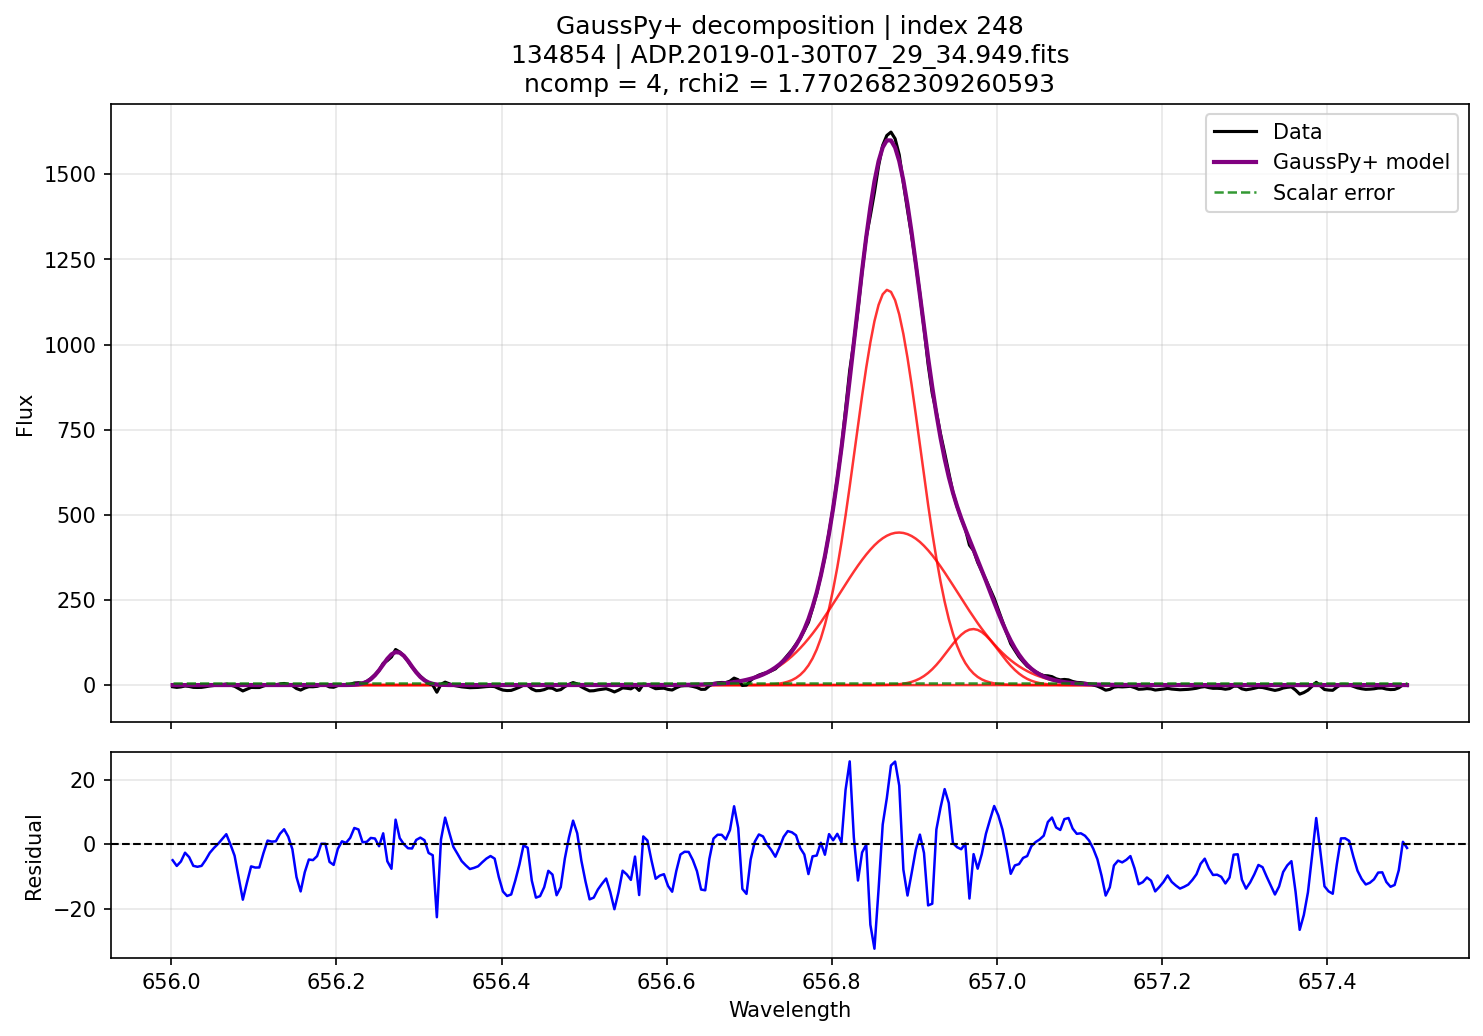 GaussPy+ decomposition | index 248
134854 | ADP.2019-01-30T07_29_34.949.fits
ncomp = 4, rchi2 = 1.7702682309260593
Data
GaussPy+ model
Scalar error
1500
1250
1000
750
500
250
0
Flux
20
0
−20
Residual
656.0
656.2
656.4
656.6
656.8
657.0
657.2
657.4
Wavelength